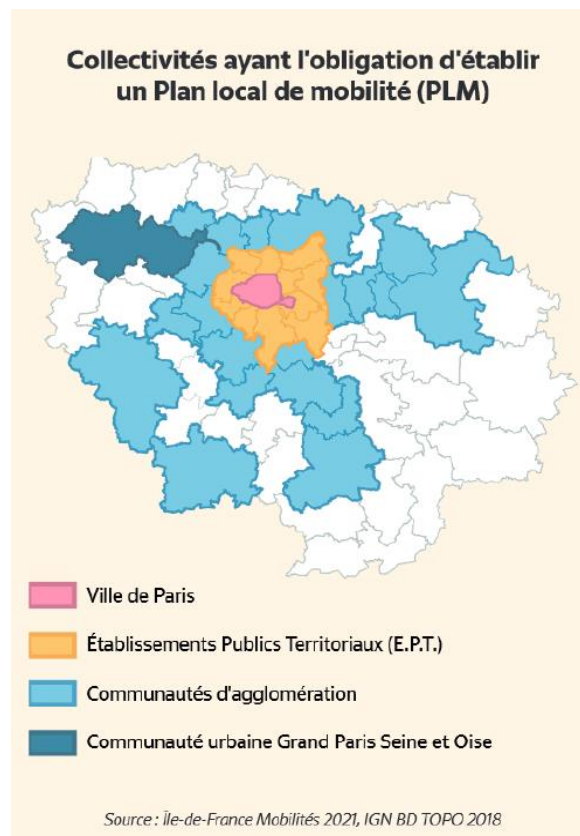 Collectivités ayant l'obligation d'établir
un Plan local de mobilité (PLM)
Ville de Paris
Établissements Publics Territoriaux (E.P.T.)
Communautés d'agglomération
Communauté urbaine Grand Paris Seine et Oise
Source : Île-de-France Mobilités 2021, IGN BD TOPO 2018